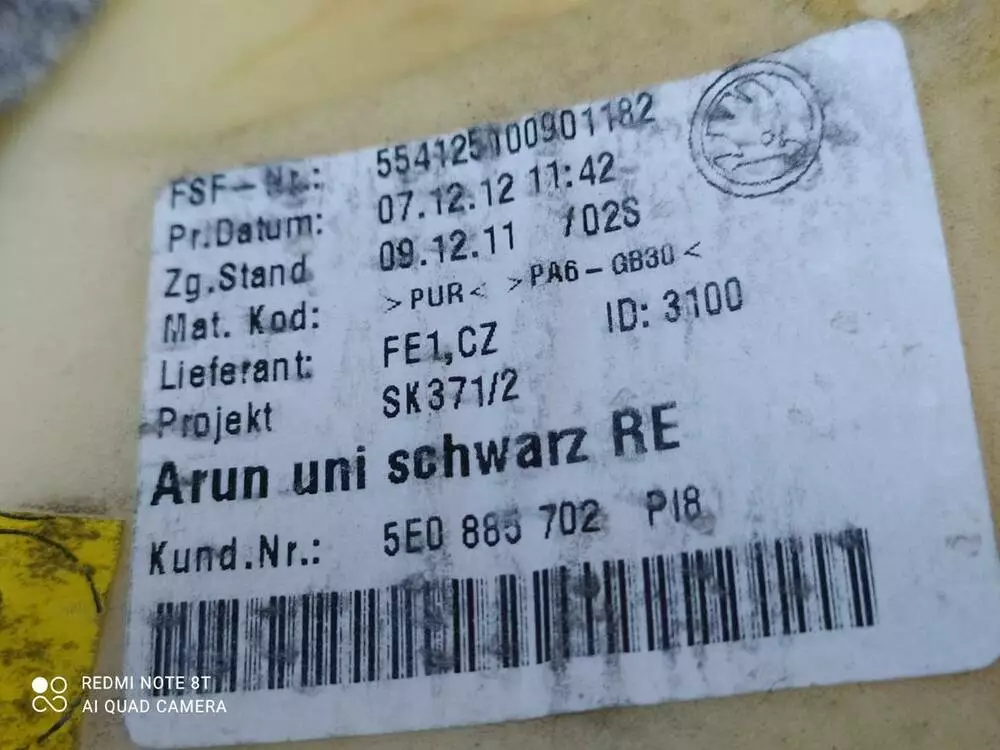 FSF-Nr.: 554125100901182
Pr.Datum: 07.12.12 11:42
Zg.Stand 09.12.11 /02S
Mat. Kod: >PUR< >PA6-GB30<
Lieferant: FE1,CZ ID: 3100
Projekt SK371/2
Arun uni schwarz RE
Kund.Nr.: 5E0 885 702 PI8
REDMI NOTE 8T
AI QUAD CAMERA